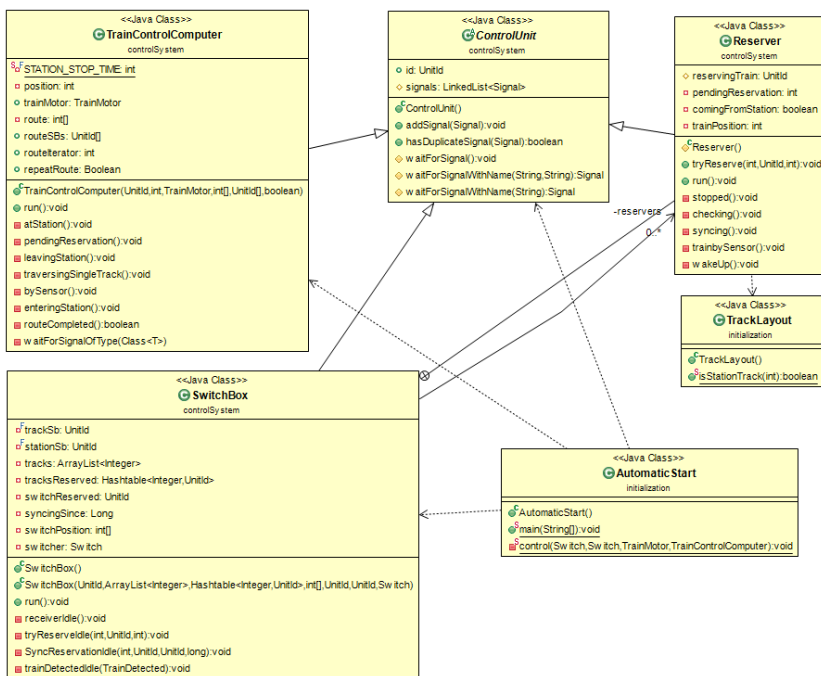 <<Java Class>>
TrainControlComputer
controlSystem
STATION_STOP_TIME: int
position: int
trainMotor: TrainMotor
route: int[]
routeSBs: UnitId[]
routeIterator: int
repeatRoute: Boolean
TrainControlComputer(UnitId,int,TrainMotor,int[],UnitId[],boolean)
run():void
atStation():void
pendingReservation():void
leavingStation():void
traversingSingleTrack():void
bySensor():void
enteringStation():void
routeCompleted():boolean
waitForSignalOfType(Class<T>)
<<Java Class>>
ControlUnit
controlSystem
id: UnitId
signals: LinkedList<Signal>
ControlUnit()
addSignal(Signal):void
hasDuplicateSignal(Signal):boolean
waitForSignal():void
waitForSignalWithName(String,String):Signal
waitForSignalWithName(String):Signal
<<Java Class>>
Reserver
controlSystem
reservingTrain: UnitId
pendingReservation: int
comingFromStation: boolean
trainPosition: int
Reserver()
tryReserve(int,UnitId,int):void
run():void
stopped():void
checking():void
syncing():void
trainbySensor():void
wakeUp():void
-reservers
0..*
<<Java Class>>
TrackLayout
initialization
TrackLayout()
isStationTrack(int):boolean
<<Java Class>>
SwitchBox
controlSystem
trackSb: UnitId
stationSb: UnitId
tracks: ArrayList<Integer>
tracksReserved: Hashtable<Integer,UnitId>
switchReserved: UnitId
syncingSince: Long
switchPosition: int[]
switcher: Switch
SwitchBox()
SwitchBox(UnitId,ArrayList<Integer>,Hashtable<Integer,UnitId>,int[],UnitId,UnitId,Switch)
run():void
receiverIdle():void
tryReserveIdle(int,UnitId,int):void
SyncReservationIdle(int,UnitId,UnitId,long):void
trainDetectedIdle(TrainDetected):void
<<Java Class>>
AutomaticStart
initialization
AutomaticStart()
main(String[]):void
control(Switch,Switch,TrainMotor,TrainControlComputer):void